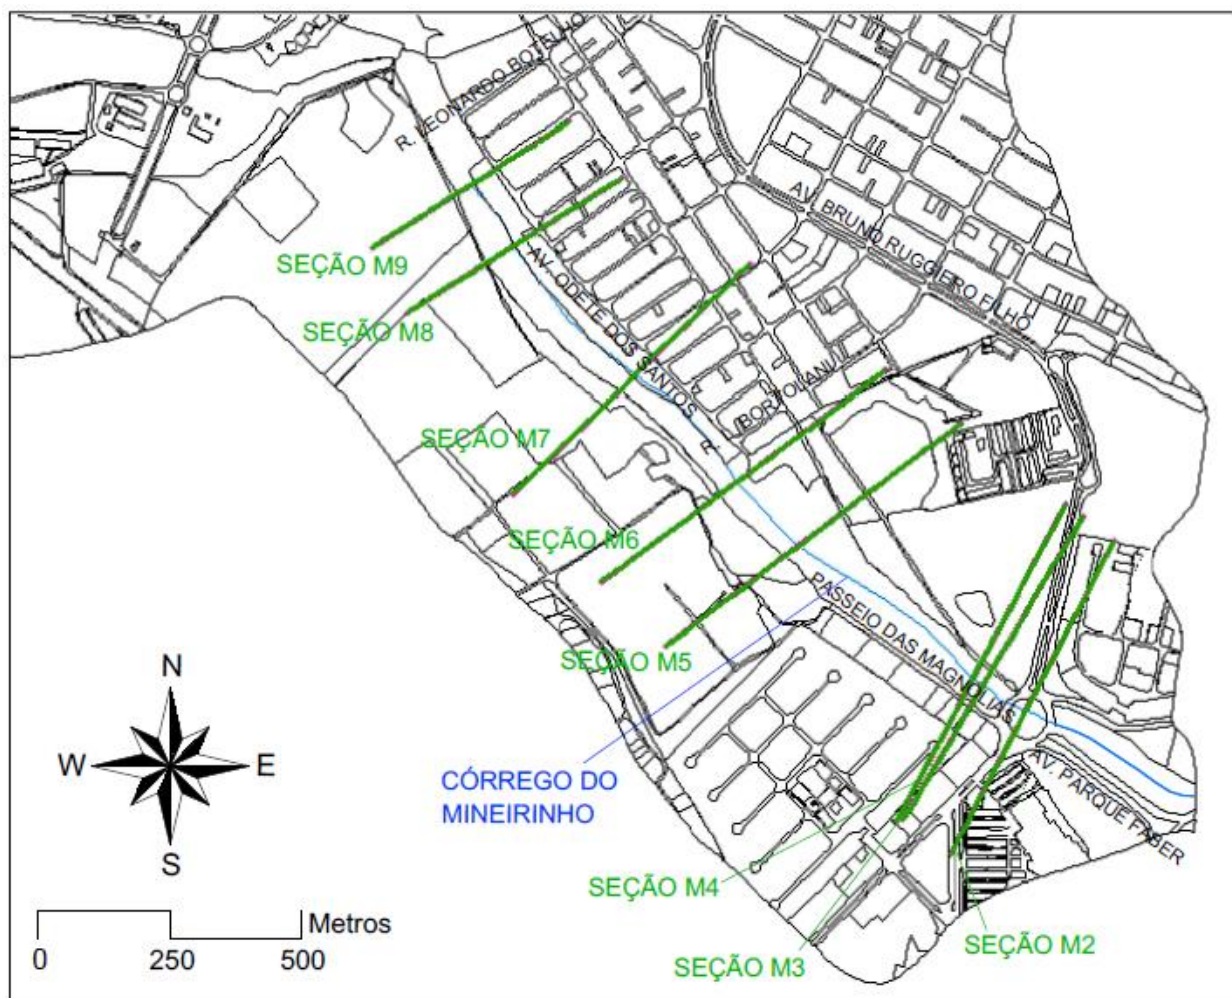 R. LEONARDO BOTELHO
AV. BRUNO RUGGIERO FILHO
SEÇÃO M9
AV. ODETE DOS SANTOS
SEÇÃO M8
R. BORTOLANI
SEÇÃO M7
SEÇÃO M6
PASSEIO DAS MAGNOLIAS
SEÇÃO M5
N
W
E
S
CÓRREGO DO
MINEIRINHO
AV. PARQUE FABER
SEÇÃO M4
SEÇÃO M2
SEÇÃO M3
Metros
0
250
500